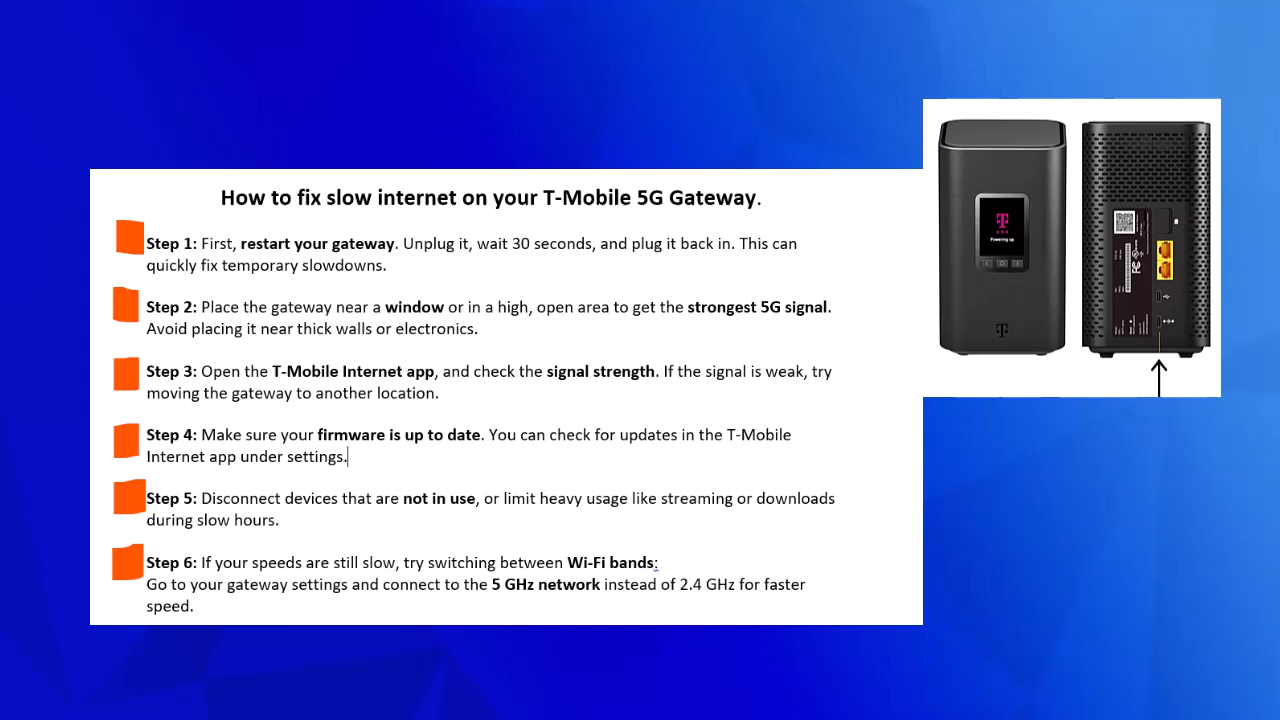 How to fix slow internet on your T-Mobile 5G Gateway.
Step 1: First, restart your gateway. Unplug it, wait 30 seconds, and plug it back in. This can
quickly fix temporary slowdowns.
Step 2: Place the gateway near a window or in a high, open area to get the strongest 5G signal.
Avoid placing it near thick walls or electronics.
Step 3: Open the T-Mobile Internet app, and check the signal strength. If the signal is weak, try
moving the gateway to another location.
Step 4: Make sure your firmware is up to date. You can check for updates in the T-Mobile
Internet app under settings.
Step 5: Disconnect devices that are not in use, or limit heavy usage like streaming or downloads
during slow hours.
Step 6: If your speeds are still slow, try switching between Wi-Fi bands:
Go to your gateway settings and connect to the 5 GHz network instead of 2.4 GHz for faster
speed.
T
Powering up
T
FC